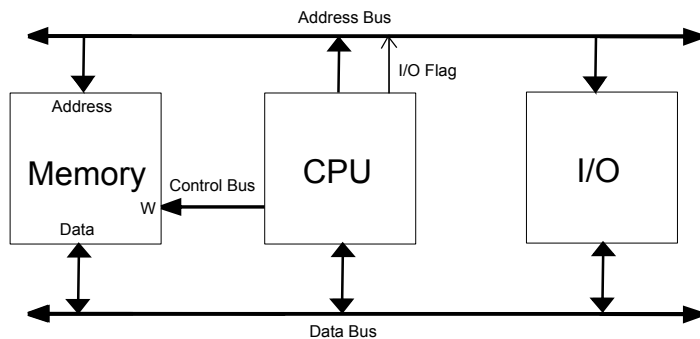 Address Bus
I/O Flag
Address
Memory
CPU
I/O
Control Bus
W
Data
Data Bus